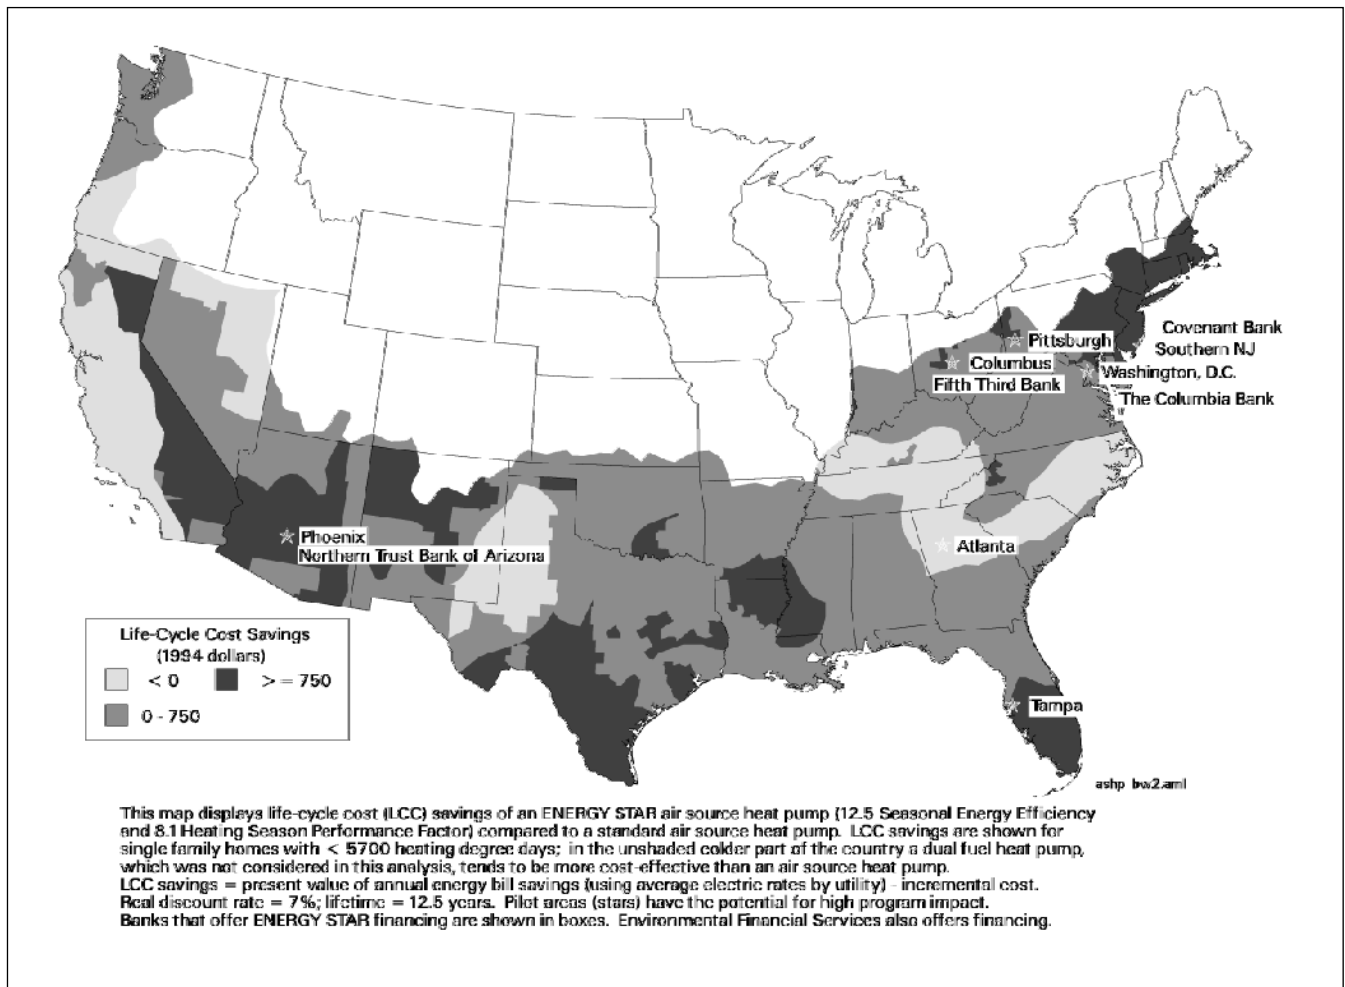 Covenant Bank
Southern NJ
Pittsburgh
Columbus
Fifth Third Bank
Washington, D.C.
The Columbia Bank
Phoenix
Northern Trust Bank of Arizona
Atlanta
Tampa
Life-Cycle Cost Savings
(1994 dollars)
< 0
> = 750
0 - 750
ashp_bw2.aml
This map displays life-cycle cost (LCC) savings of an ENERGY STAR air source heat pump (12.5 Seasonal Energy Efficiency
and 8.1 Heating Season Performance Factor) compared to a standard air source heat pump. LCC savings are shown for
single family homes with < 5700 heating degree days; in the unshaded colder part of the country a dual fuel heat pump,
which was not considered in this analysis, tends to be more cost-effective than an air source heat pump.
LCC savings = present value of annual energy bill savings (using average electric rates by utility) - incremental cost.
Real discount rate = 7%; lifetime = 12.5 years. Pilot areas (stars) have the potential for high program impact.
Banks that offer ENERGY STAR financing are shown in boxes. Environmental Financial Services also offers financing.